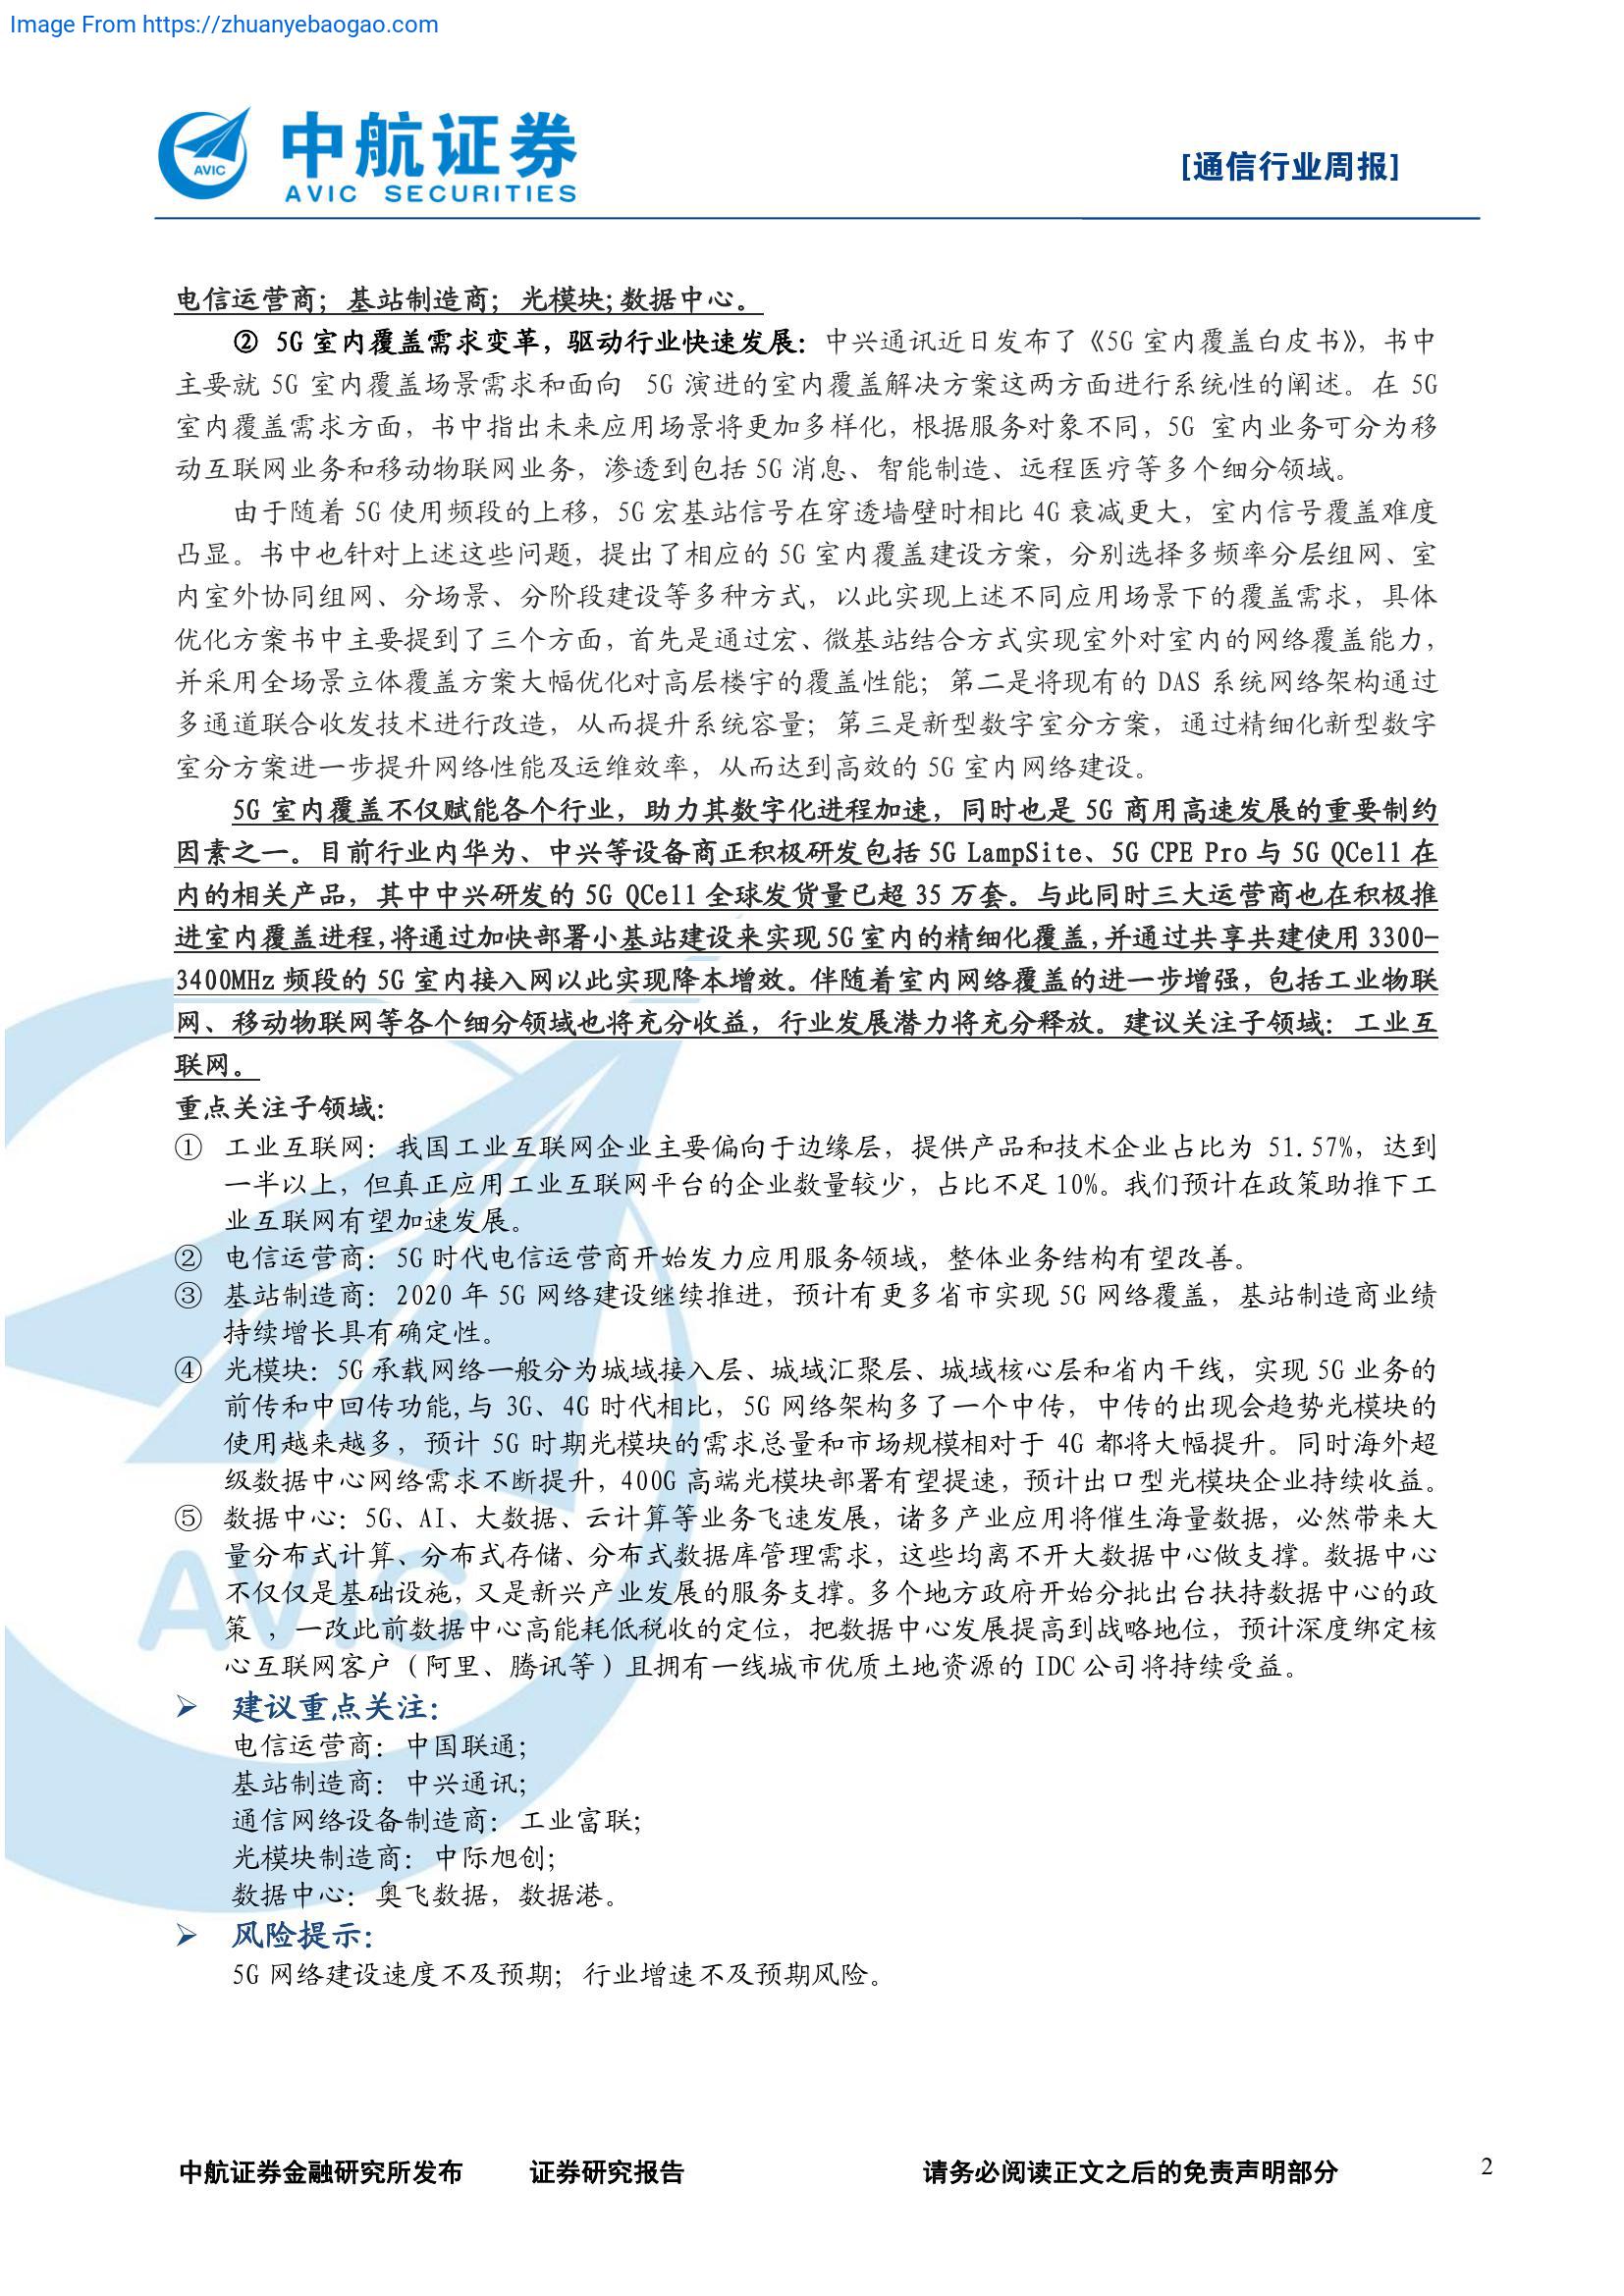 Image From https://zhuanyebaogao.com
中航证券
AVIC SECURITIES
AVIC
[通信行业周报]
电信运营商；基站制造商；光模块;数据中心。
② 5G 室内覆盖需求变革，驱动行业快速发展：中兴通讯近日发布了《5G 室内覆盖白皮书》，书中
主要就 5G 室内覆盖场景需求和面向 5G 演进的室内覆盖解决方案这两方面进行系统性的阐述。在 5G
室内覆盖需求方面，书中指出未来应用场景将更加多样化，根据服务对象不同，5G 室内业务可分为移
动互联网业务和移动物联网业务，渗透到包括 5G 消息、智能制造、远程医疗等多个细分领域。
由于随着 5G 使用频段的上移，5G 宏基站信号在穿透墙壁时相比 4G 衰减更大，室内信号覆盖难度
凸显。书中也针对上述这些问题，提出了相应的 5G 室内覆盖建设方案，分别选择多频率分层组网、室
内室外协同组网、分场景、分阶段建设等多种方式，以此实现上述不同应用场景下的覆盖需求，具体
优化方案书中主要提到了三个方面，首先是通过宏、微基站结合方式实现室外对室内的网络覆盖能力，
并采用全场景立体覆盖方案大幅优化对高层楼宇的覆盖性能；第二是将现有的 DAS 系统网络架构通过
多通道联合收发技术进行改造，从而提升系统容量；第三是新型数字室分方案，通过精细化新型数字
室分方案进一步提升网络性能及运维效率，从而达到高效的 5G 室内网络建设。
5G 室内覆盖不仅赋能各个行业，助力其数字化进程加速，同时也是 5G 商用高速发展的重要制约
因素之一。目前行业内华为、中兴等设备商正积极研发包括 5G LampSite、5G CPE Pro 与 5G QCell 在
内的相关产品，其中中兴研发的 5G QCell 全球发货量已超 35 万套。与此同时三大运营商也在积极推
进室内覆盖进程,将通过加快部署小基站建设来实现 5G 室内的精细化覆盖,并通过共享共建使用 3300-
3400MHz 频段的 5G 室内接入网以此实现降本增效。伴随着室内网络覆盖的进一步增强，包括工业物联
网、移动物联网等各个细分领域也将充分收益，行业发展潜力将充分释放。建议关注子领域：工业互
联网。
重点关注子领域：
① 工业互联网：我国工业互联网企业主要偏向于边缘层，提供产品和技术企业占比为 51.57%，达到
一半以上，但真正应用工业互联网平台的企业数量较少，占比不足 10%。我们预计在政策助推下工
业互联网有望加速发展。
② 电信运营商：5G 时代电信运营商开始发力应用服务领域，整体业务结构有望改善。
③ 基站制造商：2020 年 5G 网络建设继续推进，预计有更多省市实现 5G 网络覆盖，基站制造商业绩
持续增长具有确定性。
④ 光模块：5G 承载网络一般分为城域接入层、城域汇聚层、城域核心层和省内干线，实现 5G 业务的
前传和中回传功能,与 3G、4G 时代相比，5G 网络架构多了一个中传，中传的出现会趋势光模块的
使用越来越多，预计 5G 时期光模块的需求总量和市场规模相对于 4G 都将大幅提升。同时海外超
级数据中心网络需求不断提升，400G 高端光模块部署有望提速，预计出口型光模块企业持续收益。
⑤ 数据中心：5G、AI、大数据、云计算等业务飞速发展，诸多产业应用将催生海量数据，必然带来大
量分布式计算、分布式存储、分布式数据库管理需求，这些均离不开大数据中心做支撑。数据中心
不仅仅是基础设施，又是新兴产业发展的服务支撑。多个地方政府开始分批出台扶持数据中心的政
策 ，一改此前数据中心高能耗低税收的定位，把数据中心发展提高到战略地位，预计深度绑定核
心互联网客户（阿里、腾讯等）且拥有一线城市优质土地资源的 IDC 公司将持续受益。
➢ 建议重点关注：
电信运营商：中国联通；
基站制造商：中兴通讯；
通信网络设备制造商：工业富联；
光模块制造商：中际旭创；
数据中心：奥飞数据，数据港。
➢ 风险提示：
5G 网络建设速度不及预期；行业增速不及预期风险。
AVIC
中航证券金融研究所发布 证券研究报告 请务必阅读正文之后的免责声明部分 2